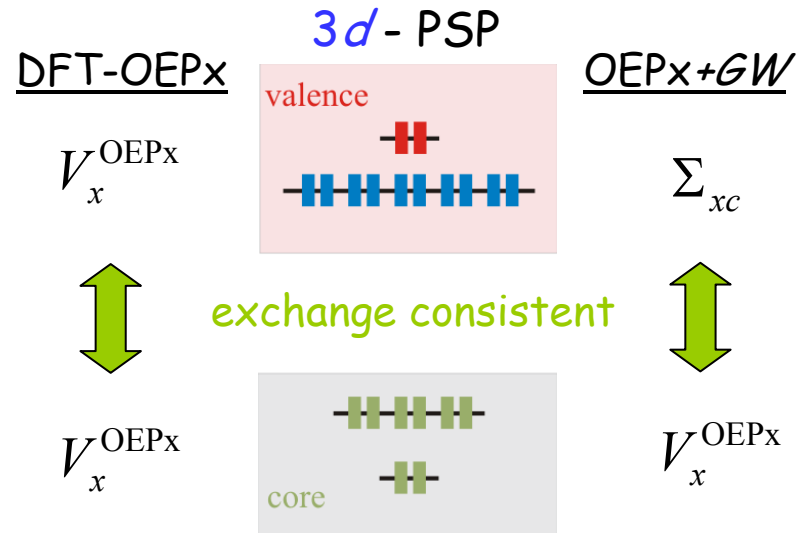 3d - PSP
DFT-OEPx
OEPx+GW
valence
V_x^OEPx
Σ_xc
exchange consistent
V_x^OEPx
V_x^OEPx
core